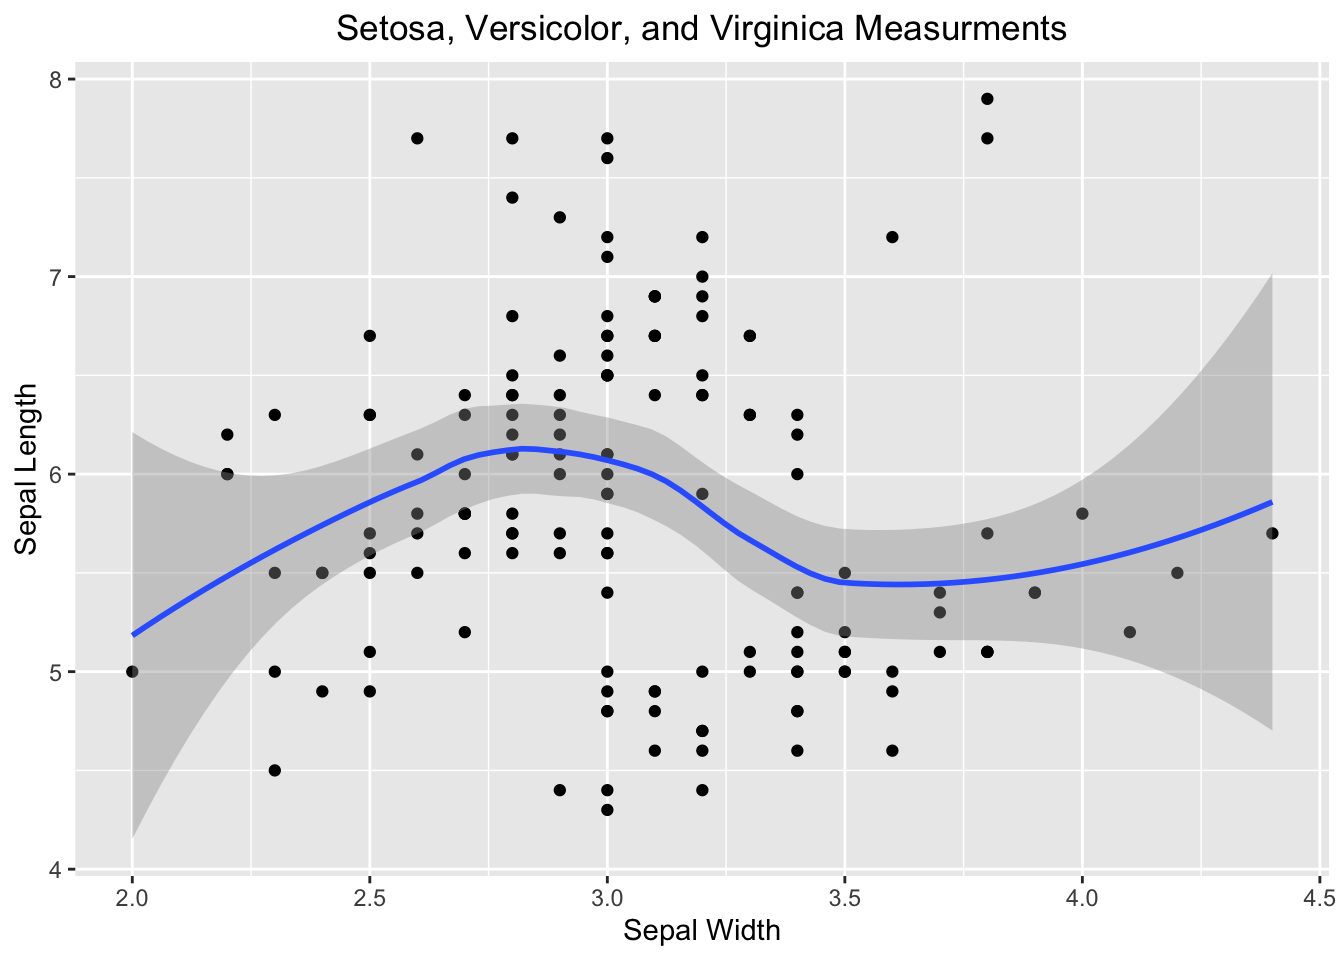 Setosa, Versicolor, and Virginica Measurments
8
7
6
5
4
Sepal Length
2.0 2.5 3.0 3.5 4.0 4.5
Sepal Width